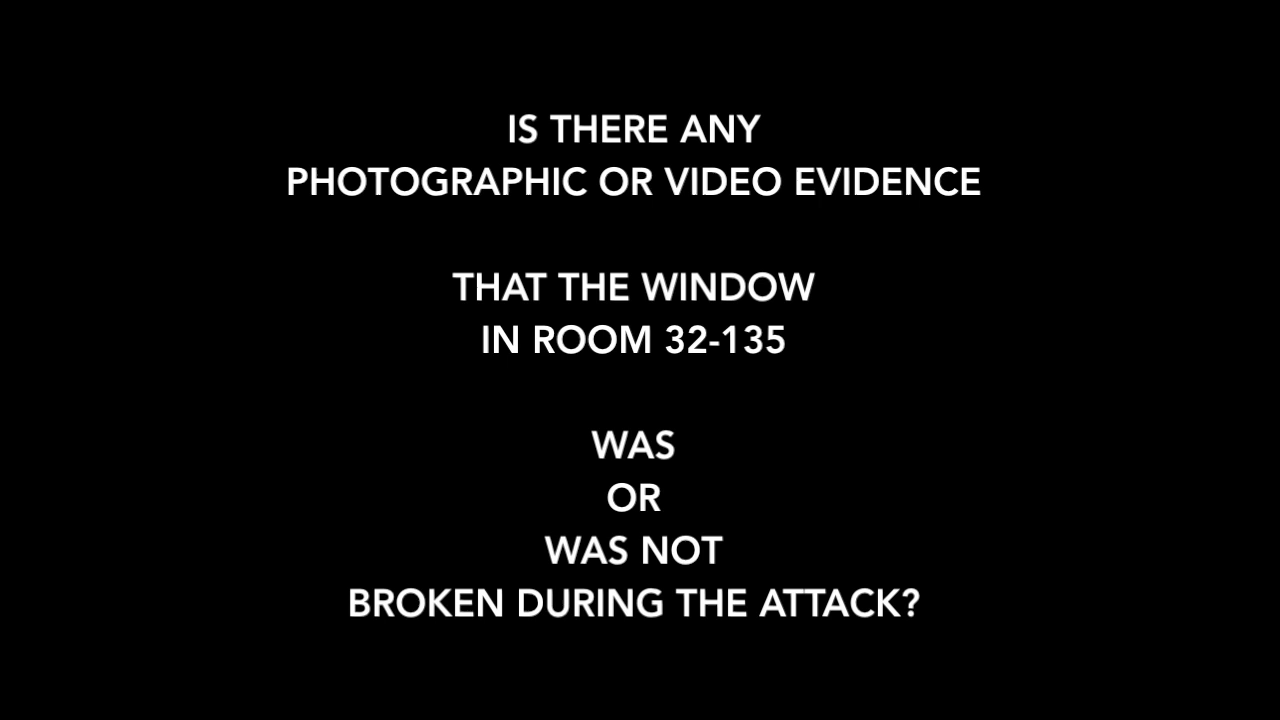 IS THERE ANY
PHOTOGRAPHIC OR VIDEO EVIDENCE
THAT THE WINDOW
IN ROOM 32-135
WAS
OR
WAS NOT
BROKEN DURING THE ATTACK?